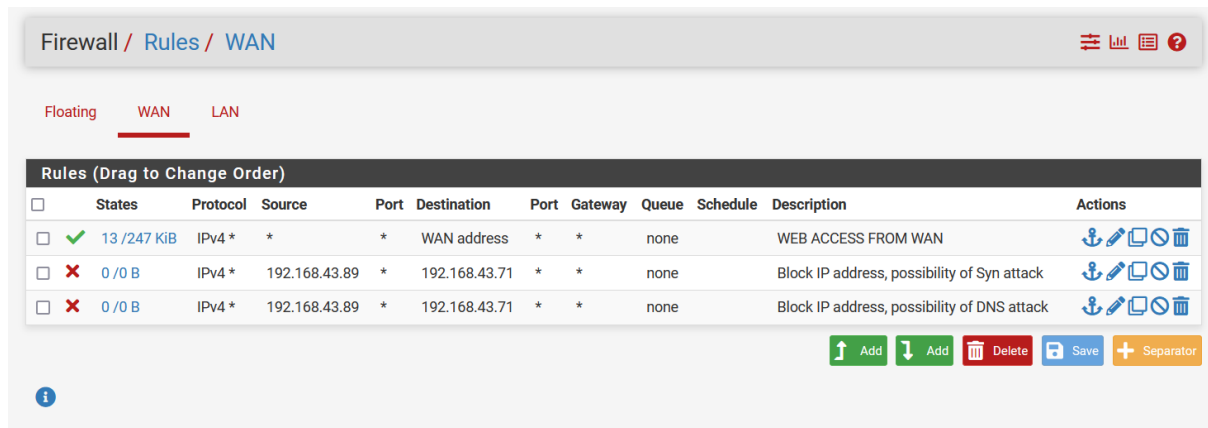 Firewall / Rules / WAN
Floating WAN LAN
Rules (Drag to Change Order)
States Protocol Source Port Destination Port Gateway Queue Schedule Description Actions
13 /247 KiB IPv4 * * * WAN address * * none WEB ACCESS FROM WAN
0 /0 B IPv4 * 192.168.43.89 * 192.168.43.71 * * none Block IP address, possibility of Syn attack
0 /0 B IPv4 * 192.168.43.89 * 192.168.43.71 * * none Block IP address, possibility of DNS attack
Add Add Delete Save Separator